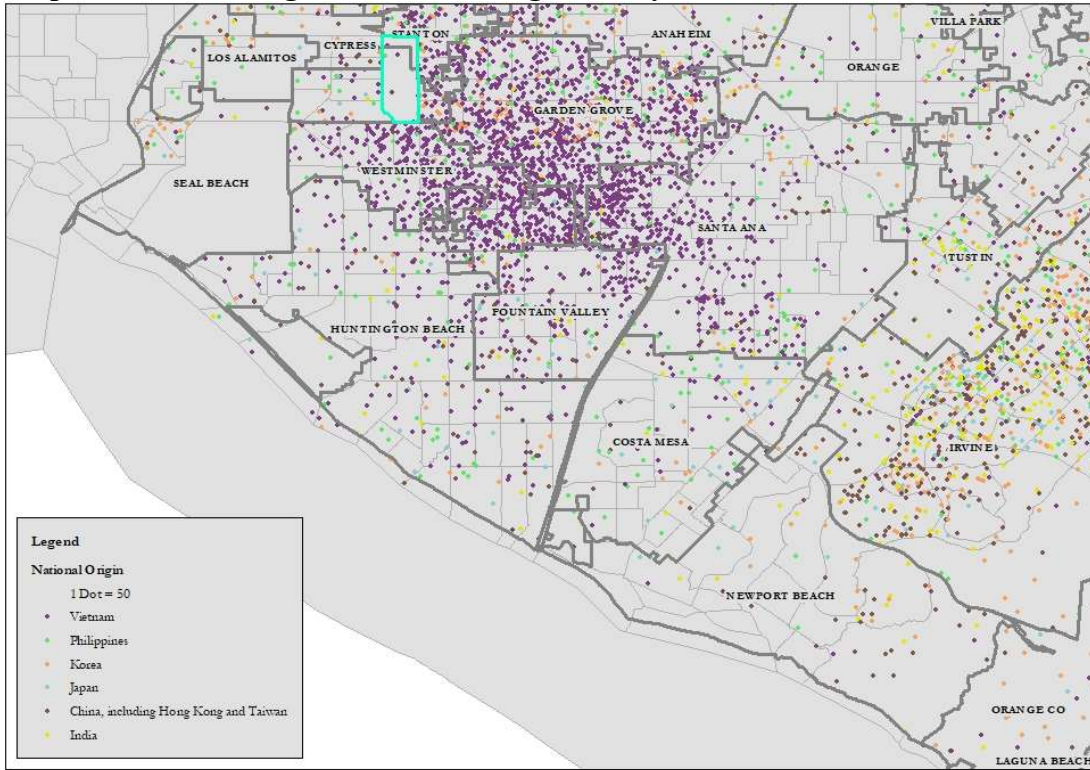 STANTON
VILLA PARK
ANAHEIM
CYPRESS
LOS ALAMITOS
ORANGE
GARDEN GROVE
WESTMINSTER
SEAL BEACH
SANTA ANA
TUSTIN
FOUNTAIN VALLEY
HUNTINGTON BEACH
COSTA MESA
IRVINE
NEWPORT BEACH
ORANGE CO
LAGUNA BEACH
Legend
National Origin
1 Dot = 50
Vietnam
Philippines
Korea
Japan
China, including Hong Kong and Taiwan
India